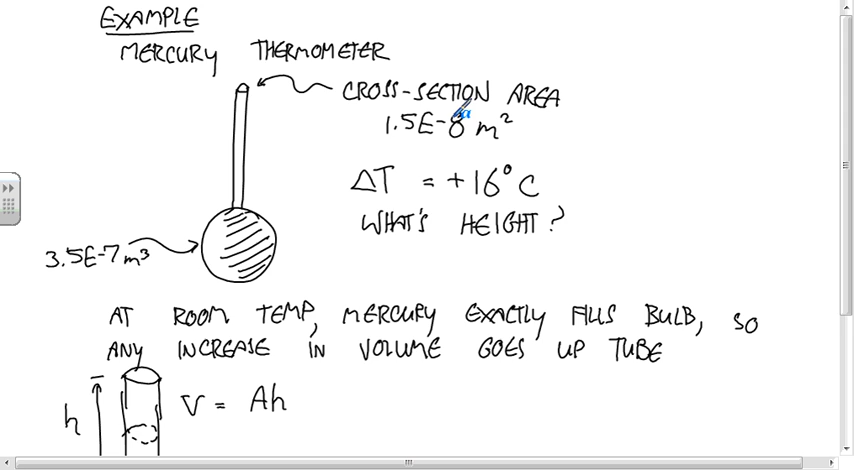 EXAMPLE
MERCURY THERMOMETER
CROSS-SECTION AREA
1.5E-8 m²
ΔT = +16°C
WHAT'S HEIGHT?
3.5E-7 m³
AT ROOM TEMP, MERCURY EXACTLY FILLS BULB, SO
ANY INCREASE IN VOLUME GOES UP TUBE
h
V = Ah